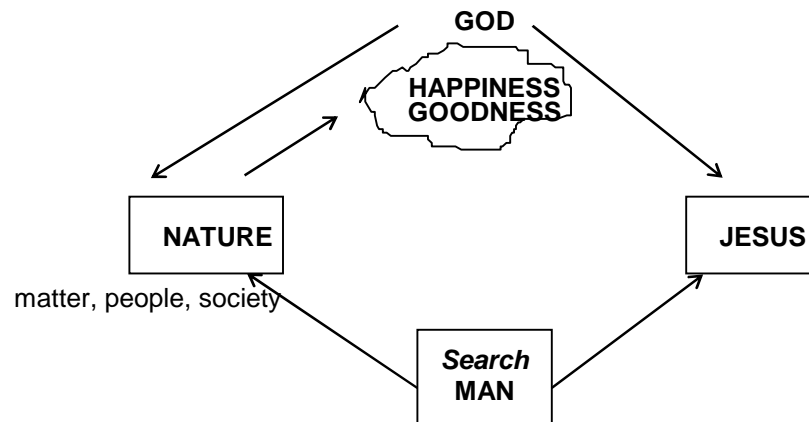 GOD
HAPPINESS
GOODNESS
NATURE
JESUS
matter, people, society
Search
MAN